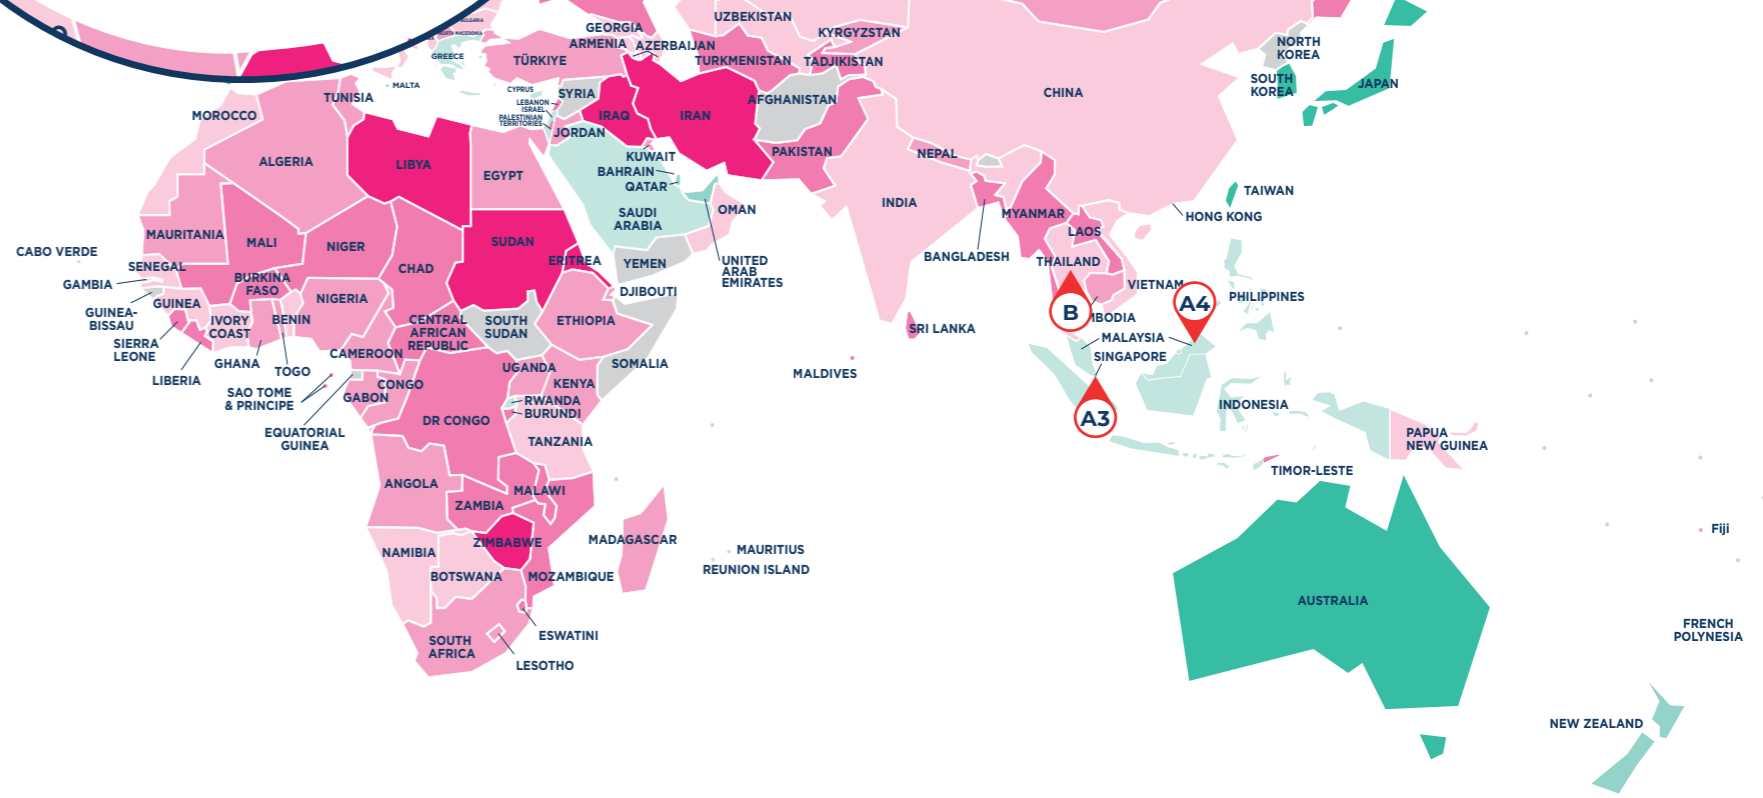 BULGARIA
NORTH MACEDONIA
GREECE
MALTA
GEORGIA
ARMENIA
AZERBAIJAN
TÜRKIYE
UZBEKISTAN
KYRGYZSTAN
TURKMENISTAN
TADJIKISTAN
NORTH
KOREA
SOUTH
KOREA
JAPAN
CHINA
CYPRUS
LEBANON
ISRAEL
PALESTINIAN
TERRITORIES
SYRIA
IRAQ
IRAN
AFGHANISTAN
JORDAN
KUWAIT
BAHRAIN
QATAR
PAKISTAN
NEPAL
TUNISIA
MOROCCO
ALGERIA
LIBYA
EGYPT
SAUDI
ARABIA
OMAN
INDIA
MYANMAR
LAOS
TAIWAN
HONG KONG
CABO VERDE
MAURITANIA
MALI
NIGER
CHAD
SUDAN
ERITREA
YEMEN
UNITED
ARAB
EMIRATES
BANGLADESH
THAILAND
VIETNAM
A4
PHILIPPINES
SENEGAL
GAMBIA
GUINEA-
BISSAU
GUINEA
BURKINA
FASO
NIGERIA
DJIBOUTI
SIERRA
LEONE
IVORY
COAST
BENIN
CENTRAL
AFRICAN
REPUBLIC
SOUTH
SUDAN
ETHIOPIA
SRI LANKA
B
MBODIA
MALAYSIA
SINGAPORE
LIBERIA
GHANA
TOGO
CAMEROON
UGANDA
SOMALIA
MALDIVES
SAO TOME
& PRINCIPE
CONGO
GABON
KENYA
RWANDA
BURUNDI
A3
INDONESIA
EQUATORIAL
GUINEA
DR CONGO
TANZANIA
PAPUA
NEW GUINEA
TIMOR-LESTE
ANGOLA
ZAMBIA
MALAWI
ZIMBABWE
MADAGASCAR
MAURITIUS
REUNION ISLAND
NAMIBIA
BOTSWANA
MOZAMBIQUE
Fiji
AUSTRALIA
FRENCH
POLYNESIA
SOUTH
AFRICA
ESWATINI
LESOTHO
NEW ZEALAND